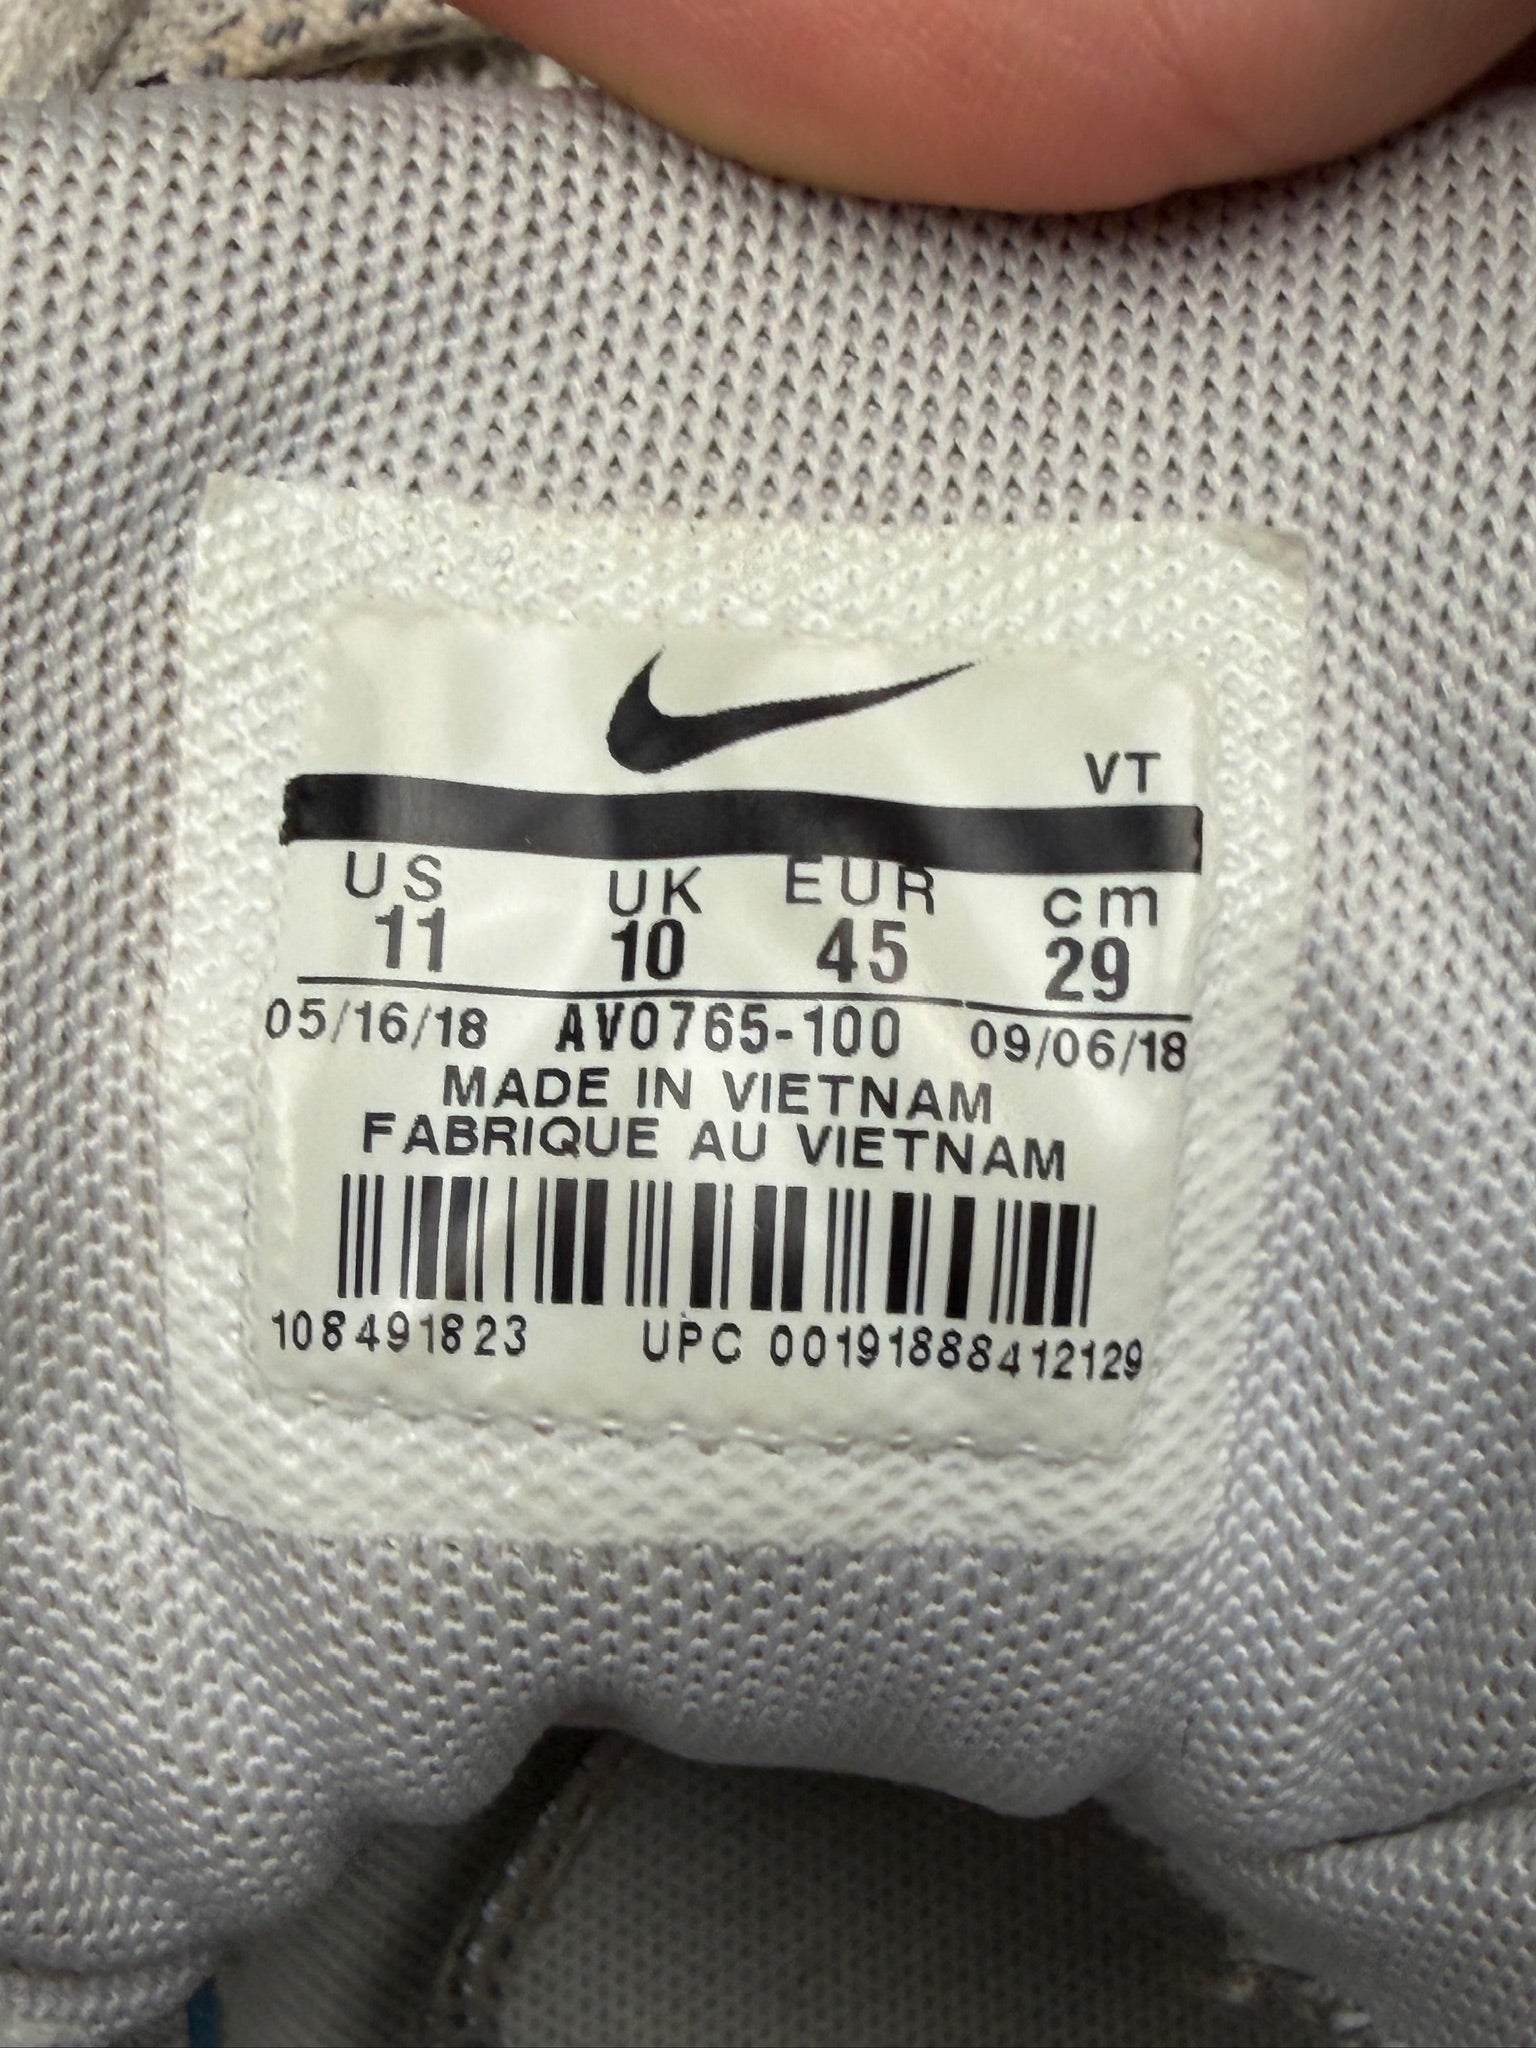 VT
US UK EUR cm
11 10 45 29
05/16/18 AV0765-100 09/06/18
MADE IN VIETNAM
FABRIQUE AU VIETNAM
108491823 UPC 00191888412129